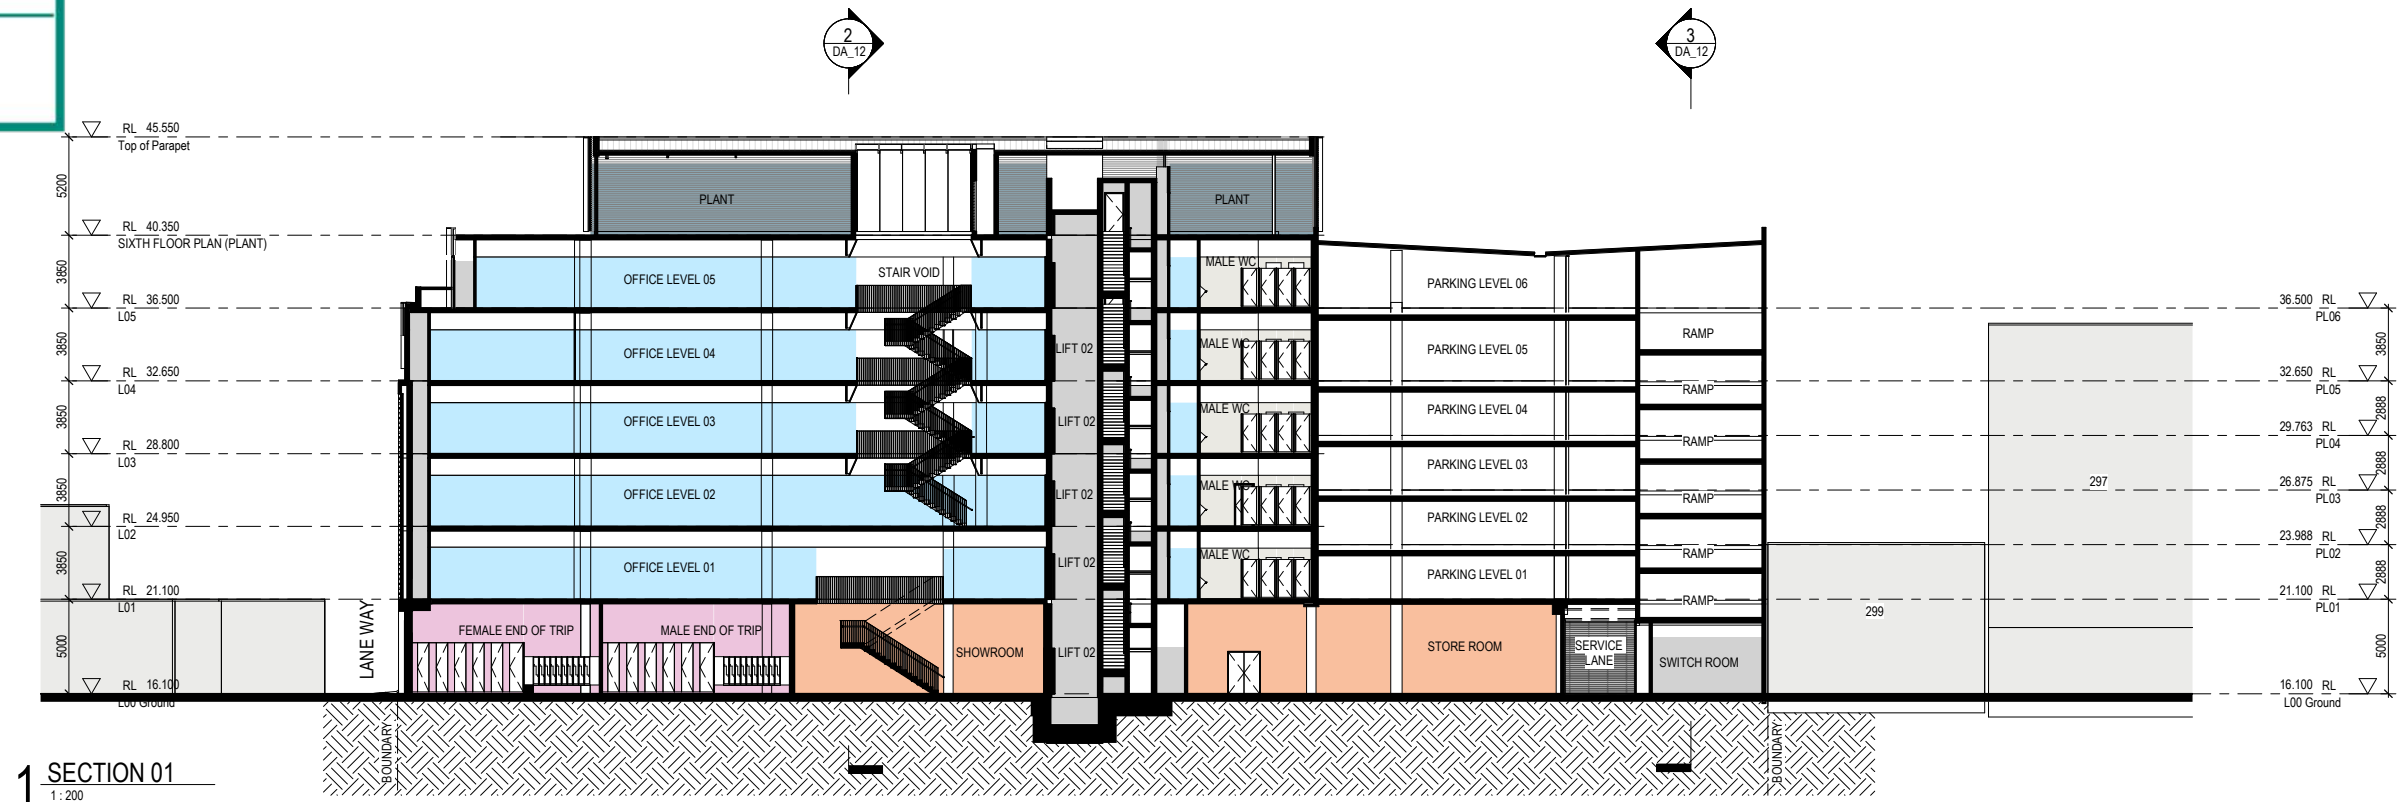 2
DA_12
3
DA_12
RL 45.550
Top of Parapet
5200
RL 40.350
SIXTH FLOOR PLAN (PLANT)
3850
RL 36.500
L05
3850
RL 32.650
L04
3850
RL 28.800
L03
3850
RL 24.950
L02
3850
RL 21.100
L01
5000
RL 16.100
L00 Ground
PLANT
PLANT
OFFICE LEVEL 05
STAIR VOID
MALE WC
PARKING LEVEL 06
OFFICE LEVEL 04
LIFT 02
MALE WC
PARKING LEVEL 05
RAMP
OFFICE LEVEL 03
LIFT 02
MALE WC
PARKING LEVEL 04
RAMP
RAMP
OFFICE LEVEL 02
LIFT 02
MALE WC
PARKING LEVEL 03
PARKING LEVEL 02
RAMP
OFFICE LEVEL 01
LIFT 02
MALE WC
PARKING LEVEL 01
RAMP
RAMP
LANE WAY
FEMALE END OF TRIP
MALE END OF TRIP
SHOWROOM
LIFT 02
STORE ROOM
SERVICE
LANE
SWITCH ROOM
299
297
36.500 RL
PL06
3850
32.650 RL
PL05
2888
29.763 RL
PL04
2888
26.875 RL
PL03
2888
23.988 RL
PL02
2888
21.100 RL
PL01
5000
16.100 RL
L00 Ground
BOUNDARY
BOUNDARY
1 SECTION 01
1 : 200